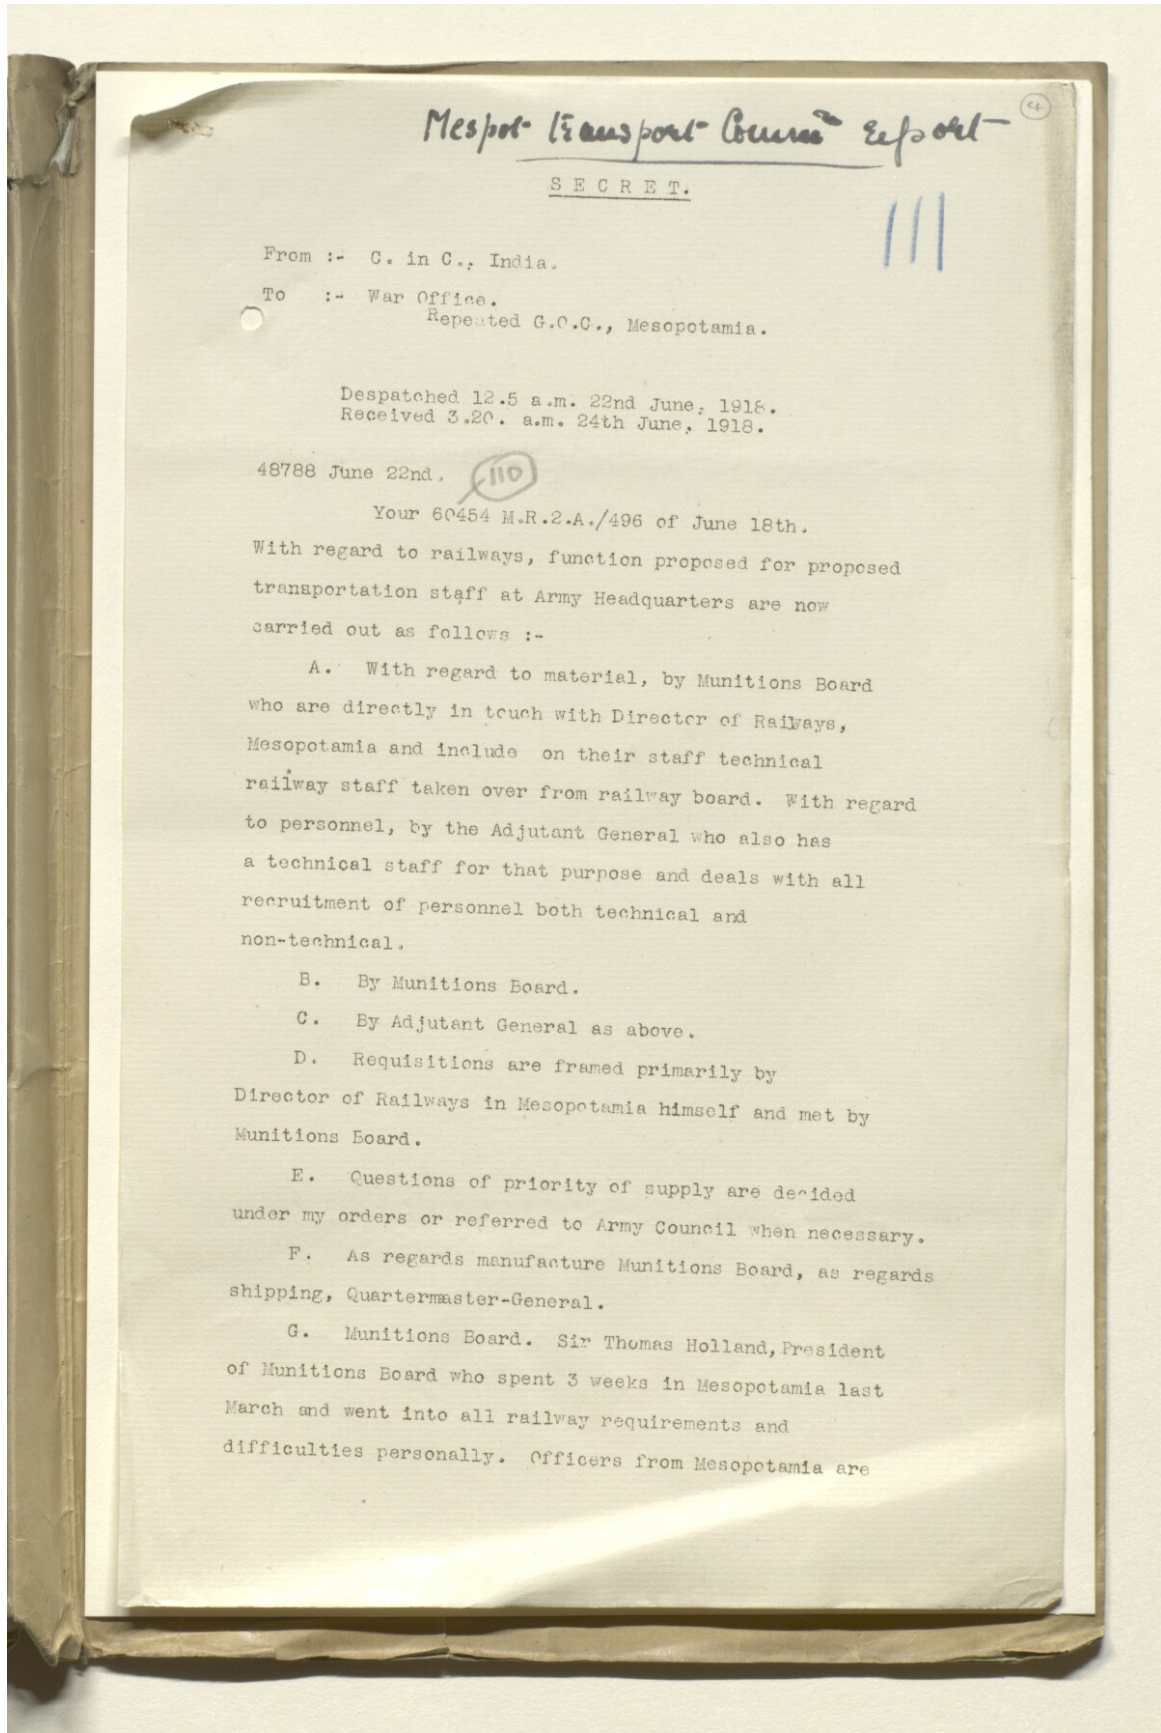 4
Mespot Transport Commn report
SECRET.
111
From :- C. in C., India.
To :- War Office.
Repeated G.O.C., Mesopotamia.
Despatched 12.5 a.m. 22nd June, 1918.
Received 3.20. a.m. 24th June, 1918.
48788 June 22nd.
110
Your 60454 M.R.2.A./496 of June 18th.
With regard to railways, function proposed for proposed
transportation staff at Army Headquarters are now
carried out as follows :-
A. With regard to material, by Munitions Board
who are directly in touch with Director of Railways,
Mesopotamia and include on their staff technical
railway staff taken over from railway board. With regard
to personnel, by the Adjutant General who also has
a technical staff for that purpose and deals with all
recruitment of personnel both technical and
non-technical.
B. By Munitions Board.
C. By Adjutant General as above.
D. Requisitions are framed primarily by
Director of Railways in Mesopotamia himself and met by
Munitions Board.
E. Questions of priority of supply are decided
under my orders or referred to Army Council when necessary.
F. As regards manufacture Munitions Board, as regards
shipping, Quartermaster-General.
G. Munitions Board. Sir Thomas Holland, President
of Munitions Board who spent 3 weeks in Mesopotamia last
March and went into all railway requirements and
difficulties personally. Officers from Mesopotamia are